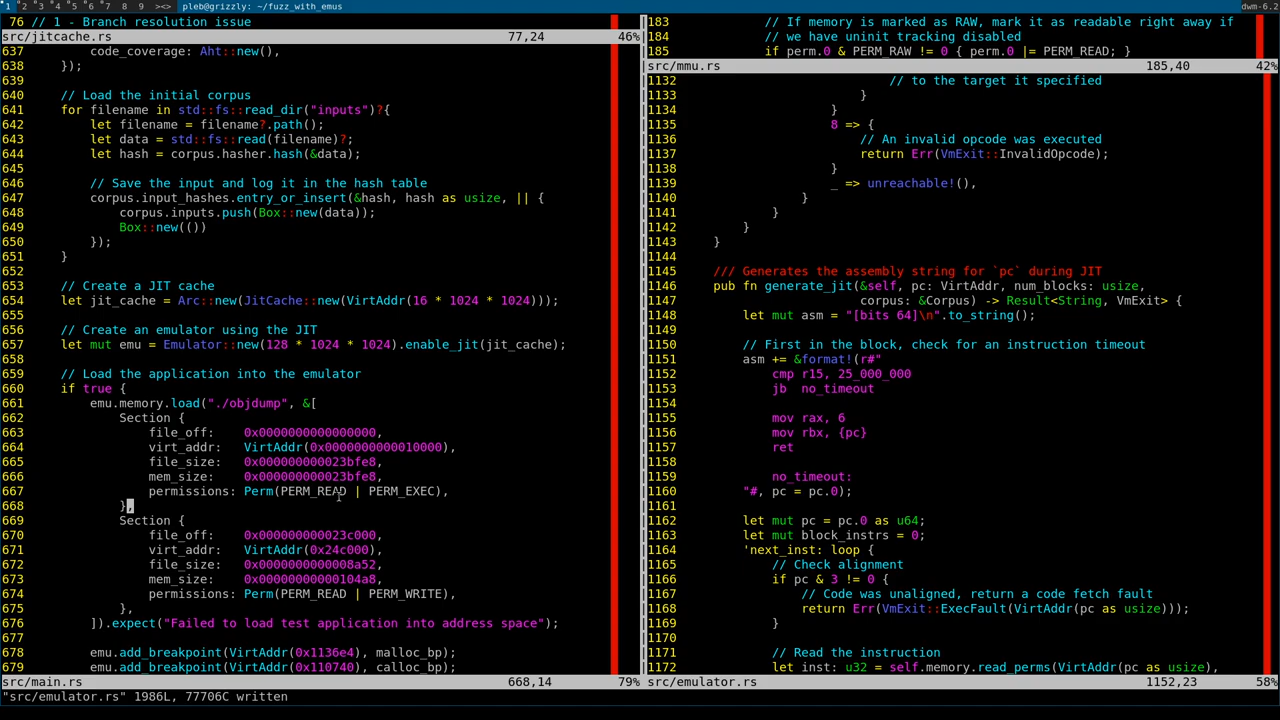 1 2 3 4 5 6 7 8 9 ><> pleb@grizzly: ~/fuzz_with_emus dwm-6.2
76 // 1 - Branch resolution issue
src/jitcache.rs 77,24 46%
637 code_coverage: Aht::new(),
638 });
639
640 // Load the initial corpus
641 for filename in std::fs::read_dir("inputs")?{
642 let filename = filename?.path();
643 let data = std::fs::read(filename)?;
644 let hash = corpus.hasher.hash(&data);
645
646 // Save the input and log it in the hash table
647 corpus.input_hashes.entry_or_insert(&hash, hash as usize, || {
648 corpus.inputs.push(Box::new(data));
649 Box::new(())
650 });
651 }
652
653 // Create a JIT cache
654 let jit_cache = Arc::new(JitCache::new(VirtAddr(16 * 1024 * 1024)));
655
656 // Create an emulator using the JIT
657 let mut emu = Emulator::new(128 * 1024 * 1024).enable_jit(jit_cache);
658
659 // Load the application into the emulator
660 if true {
661 emu.memory.load("./objdump", &[
662 Section {
663 file_off: 0x0000000000000000,
664 virt_addr: VirtAddr(0x0000000000010000),
665 file_size: 0x000000000023bfe8,
666 mem_size: 0x000000000023bfe8,
667 permissions: Perm(PERM_READ | PERM_EXEC),
668 },
669 Section {
670 file_off: 0x000000000023c000,
671 virt_addr: VirtAddr(0x24c000),
672 file_size: 0x0000000000008a52,
673 mem_size: 0x00000000000104a8,
674 permissions: Perm(PERM_READ | PERM_WRITE),
675 },
676 ]).expect("Failed to load test application into address space");
677
678 emu.add_breakpoint(VirtAddr(0x1136e4), malloc_bp);
679 emu.add_breakpoint(VirtAddr(0x110740), calloc_bp);
src/main.rs 668,14 79%
183 // If memory is marked as RAW, mark it as readable right away if
184 // we have uninit tracking disabled
185 if perm.0 & PERM_RAW != 0 { perm.0 |= PERM_READ; }
src/mmu.rs 185,40 42%
1132 // to the target it specified
1133 }
1134 }
1135 8 => {
1136 // An invalid opcode was executed
1137 return Err(VmExit::InvalidOpcode);
1138 }
1139 _ => unreachable!(),
1140 }
1141 }
1142 }
1143 }
1144
1145 /// Generates the assembly string for `pc` during JIT
1146 pub fn generate_jit(&self, pc: VirtAddr, num_blocks: usize,
1147 corpus: &Corpus) -> Result<String, VmExit> {
1148 let mut asm = "[bits 64]\n".to_string();
1149
1150 // First in the block, check for an instruction timeout
1151 asm += &format!(r#"
1152 cmp r15, 25_000_000
1153 jb no_timeout
1154
1155 mov rax, 6
1156 mov rbx, {pc}
1157 ret
1158
1159 no_timeout:
1160 "#, pc = pc.0);
1161
1162 let mut pc = pc.0 as u64;
1163 let mut block_instrs = 0;
1164 'next_inst: loop {
1165 // Check alignment
1166 if pc & 3 != 0 {
1167 // Code was unaligned, return a code fetch fault
1168 return Err(VmExit::ExecFault(VirtAddr(pc as usize)));
1169 }
1170
1171 // Read the instruction
1172 let inst: u32 = self.memory.read_perms(VirtAddr(pc as usize),
src/emulator.rs 1152,23 58%
"src/emulator.rs" 1986L, 77706C written